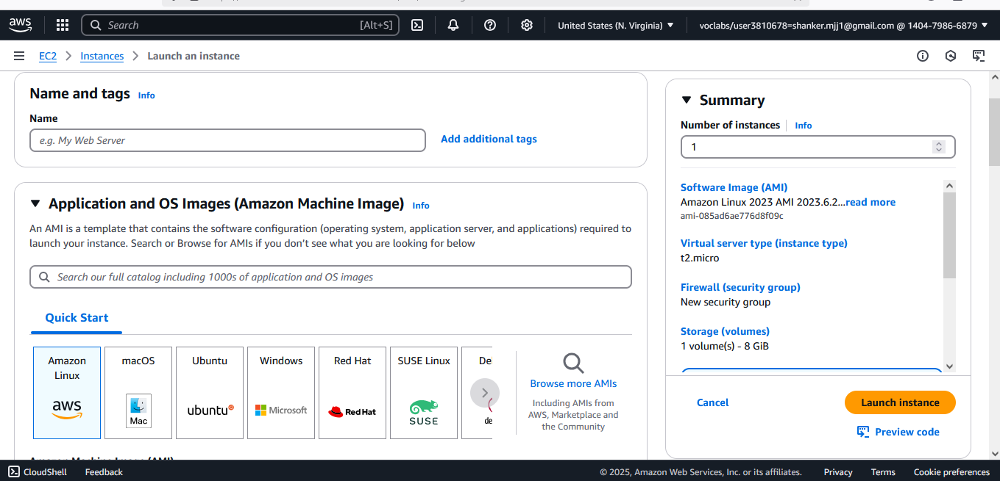 aws
Search
[Alt+S]
United States (N. Virginia)
voclabs/user3810678=shanker.mjj1@gmail.com @ 1404-7986-6879
EC2
Instances
Launch an instance
Name and tags Info
Name
e.g. My Web Server
Add additional tags
Application and OS Images (Amazon Machine Image) Info
An AMI is a template that contains the software configuration (operating system, application server, and applications) required to
launch your instance. Search or Browse for AMIs if you don't see what you are looking for below
Search our full catalog including 1000s of application and OS images
Quick Start
Amazon
Linux
aws
macOS
Mac
Ubuntu
ubuntu
Windows
Microsoft
Red Hat
Red Hat
SUSE Linux
SUSE
De
de
Browse more AMIs
Including AMIs from
AWS, Marketplace and
the Community
Amazon Machine Image (AMI)
Summary
Number of instances Info
1
Software Image (AMI)
Amazon Linux 2023 AMI 2023.6.2...read more
ami-085ad6ae776d8f09c
Virtual server type (instance type)
t2.micro
Firewall (security group)
New security group
Storage (volumes)
1 volume(s) - 8 GiB
Cancel
Launch instance
Preview code
CloudShell
Feedback
© 2025, Amazon Web Services, Inc. or its affiliates.
Privacy
Terms
Cookie preferences